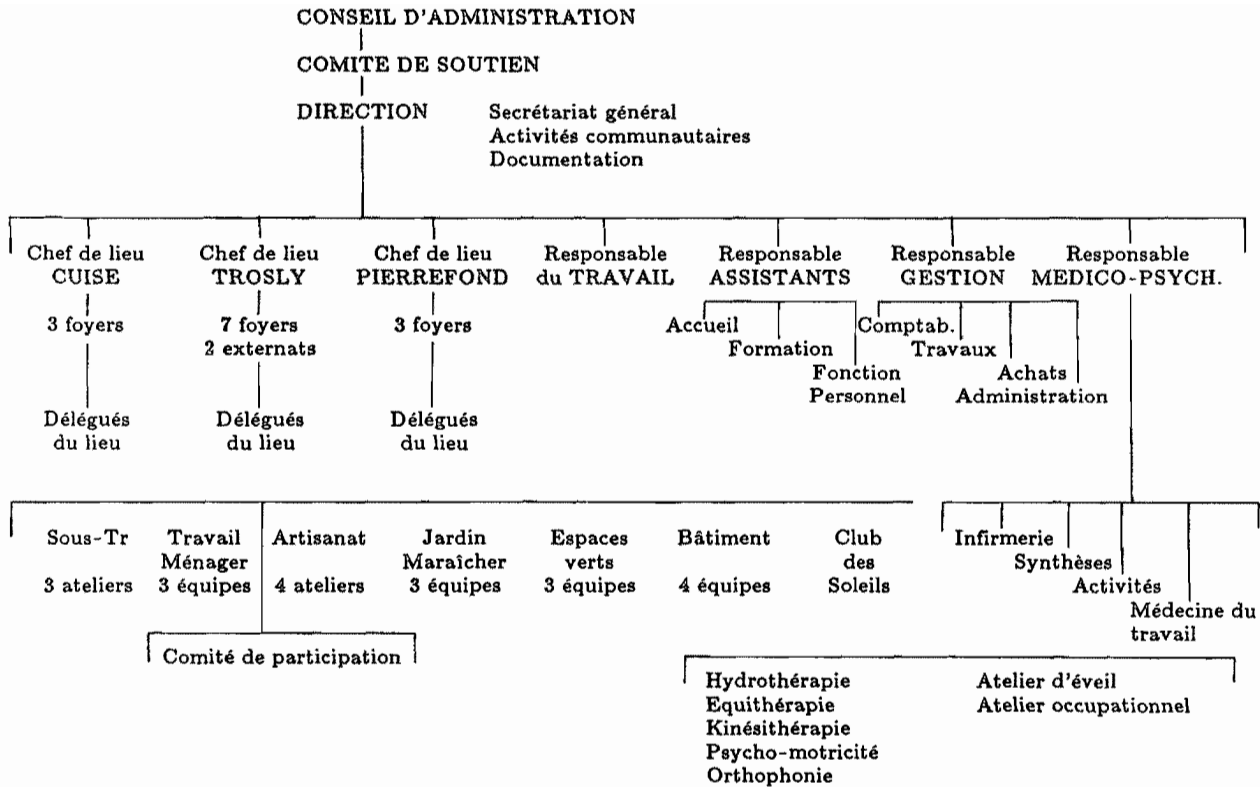 CONSEIL D'ADMINISTRATION
COMITE DE SOUTIEN
DIRECTION Secrétariat général
Activités communautaires
Documentation
Chef de lieu Chef de lieu Chef de lieu Responsable Responsable Responsable Responsable
CUISE TROSLY PIERREFOND du TRAVAIL ASSISTANTS GESTION MEDICO-PSYCH.
3 foyers 7 foyers 3 foyers Accueil Comptab.
2 externats Formation Travaux
Fonction Achats
Personnel Administration
Délégués Délégués Délégués
du lieu du lieu du lieu
Sous-Tr Travail Artisanat Jardin Espaces Bâtiment Club Infirmerie
Ménager Maraîcher verts des Synthèses
3 ateliers 3 équipes 4 ateliers 3 équipes 3 équipes 4 équipes Soleils Activités
Médecine du
travail
Comité de participation
Hydrothérapie Atelier d'éveil
Equithérapie Atelier occupationnel
Kinésithérapie
Psycho-motricité
Orthophonie